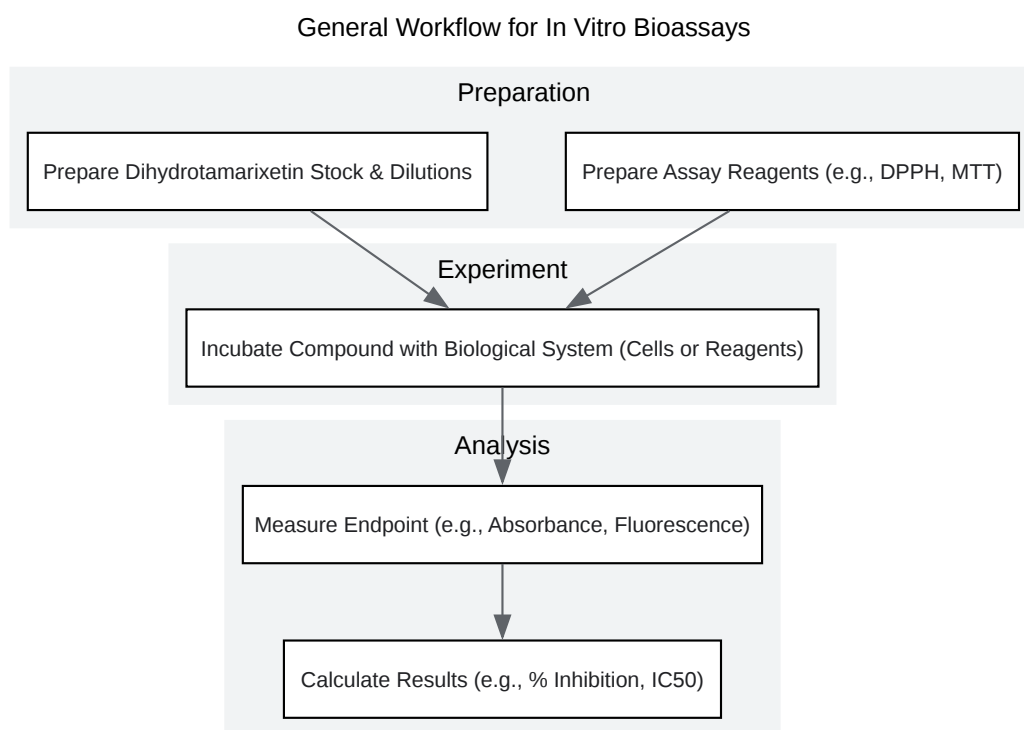 General Workflow for In Vitro Bioassays
Preparation
Prepare Dihydrotamarixetin Stock & Dilutions
Prepare Assay Reagents (e.g., DPPH, MTT)
Experiment
Incubate Compound with Biological System (Cells or Reagents)
Analysis
Measure Endpoint (e.g., Absorbance, Fluorescence)
Calculate Results (e.g., % Inhibition, IC50)